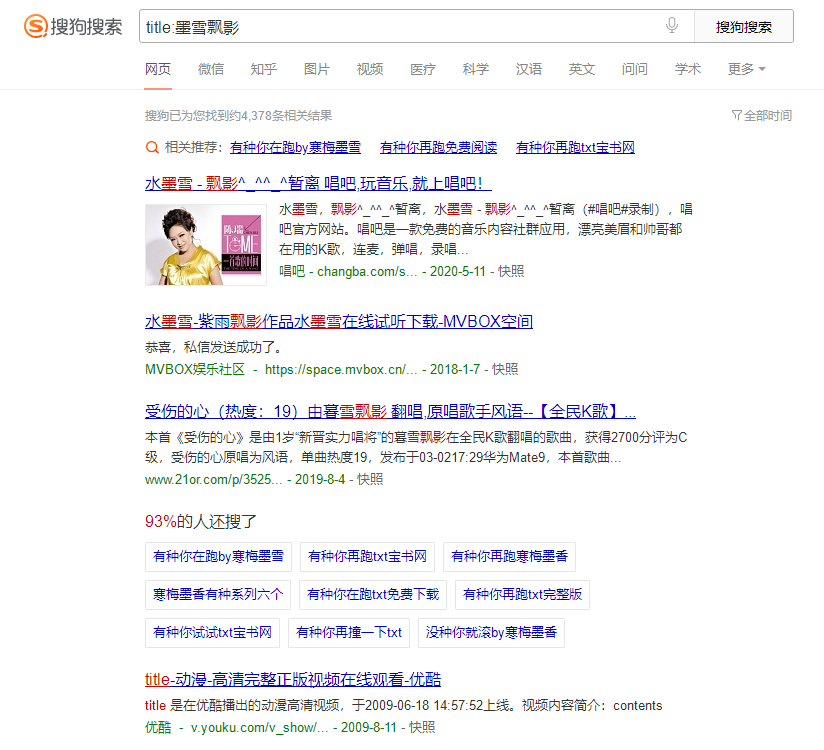 搜狗搜索
title:墨雪飘影
搜狗搜索
网页 微信 知乎 图片 视频 医疗 科学 汉语 英文 问问 学术 更多
搜狗已为您找到约4,378条相关结果
全部时间
相关推荐: 有种你在跑by寒梅墨雪 有种你再跑免费阅读 有种你再跑txt宝书网
水墨雪 - 飘影^_^^_^暂离 唱吧,玩音乐,就上唱吧!
陈瑞
TIME
一首歌的时间
水墨雪，飘影^_^^_^暂离，水墨雪 - 飘影^_^^_^暂离（#唱吧#录制），唱
吧官方网站。唱吧是一款免费的音乐内容社群应用，漂亮美眉和帅哥都
在用的K歌，连麦，弹唱，录唱...
唱吧 - changba.com/s... - 2020-5-11 - 快照
水墨雪-紫雨飘影作品水墨雪在线试听下载-MVBOX空间
恭喜，私信发送成功了。
MVBOX娱乐社区 - https://space.mvbox.cn/... - 2018-1-7 - 快照
受伤的心（热度：19）由暮雪飘影 翻唱,原唱歌手风语--【全民K歌】...
本首《受伤的心》是由1岁“新晋实力唱将”的暮雪飘影在全民K歌翻唱的歌曲，获得2700分评为C
级，受伤的心原唱为风语，单曲热度19，发布于03-0217:29华为Mate9，本首歌曲...
www.21or.com/p/3525... - 2019-8-4 - 快照
93%的人还搜了
有种你在跑by寒梅墨雪 有种你再跑txt宝书网 有种你再跑寒梅墨香
寒梅墨香有种系列六个 有种你在跑txt免费下载 有种你再跑txt完整版
有种你试试txt宝书网 有种你再撞一下txt 没种你就滚by寒梅墨香
title-动漫-高清完整正版视频在线观看-优酷
title 是在优酷播出的动漫高清视频，于2009-06-18 14:57:52上线。视频内容简介：contents
优酷 - v.youku.com/v_show/... - 2009-8-11 - 快照